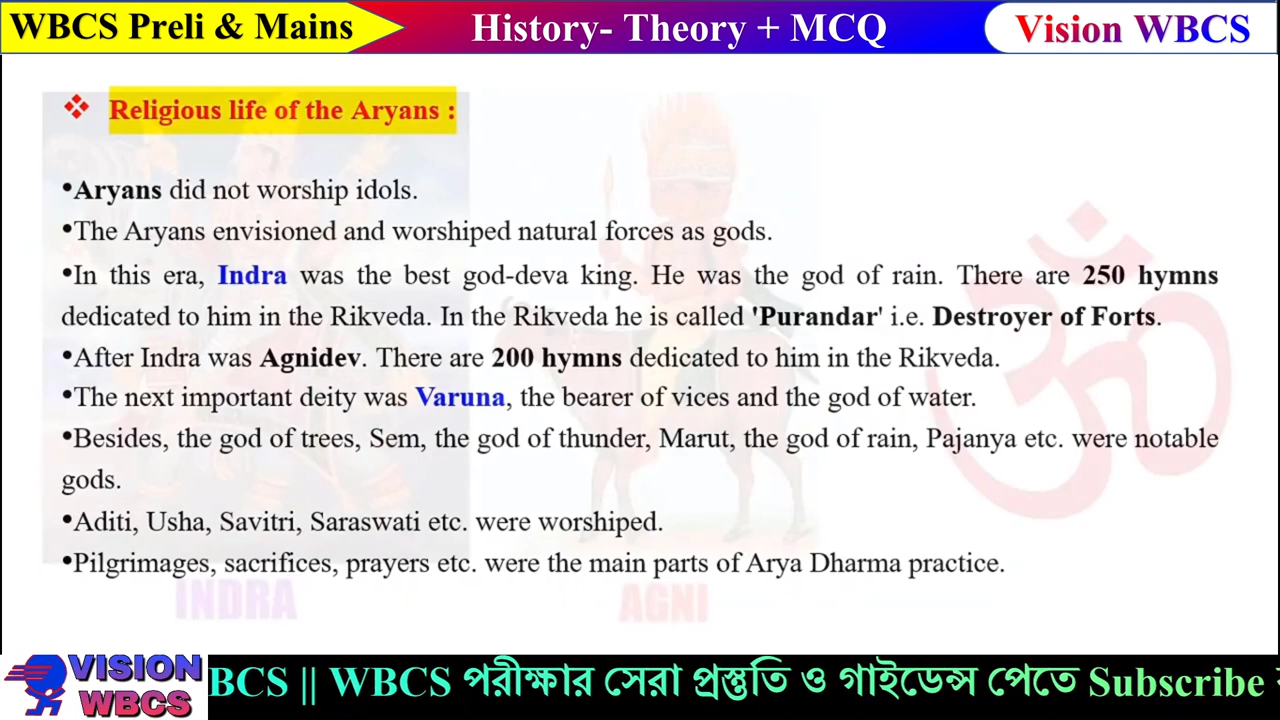 WBCS Preli & Mains
History- Theory + MCQ
Vision WBCS
❖ Religious life of the Aryans :
•Aryans did not worship idols.
•The Aryans envisioned and worshiped natural forces as gods.
•In this era, Indra was the best god-deva king. He was the god of rain. There are 250 hymns
dedicated to him in the Rikveda. In the Rikveda he is called 'Purandar' i.e. Destroyer of Forts.
•After Indra was Agnidev. There are 200 hymns dedicated to him in the Rikveda.
•The next important deity was Varuna, the bearer of vices and the god of water.
•Besides, the god of trees, Sem, the god of thunder, Marut, the god of rain, Pajanya etc. were notable
gods.
•Aditi, Usha, Savitri, Saraswati etc. were worshiped.
•Pilgrimages, sacrifices, prayers etc. were the main parts of Arya Dharma practice.
INDRA
AGNI
ॐ
VISION
WBCS
BCS || WBCS পরীক্ষার সেরা প্রস্তুতি ও গাইডেন্স পেতে Subscribe